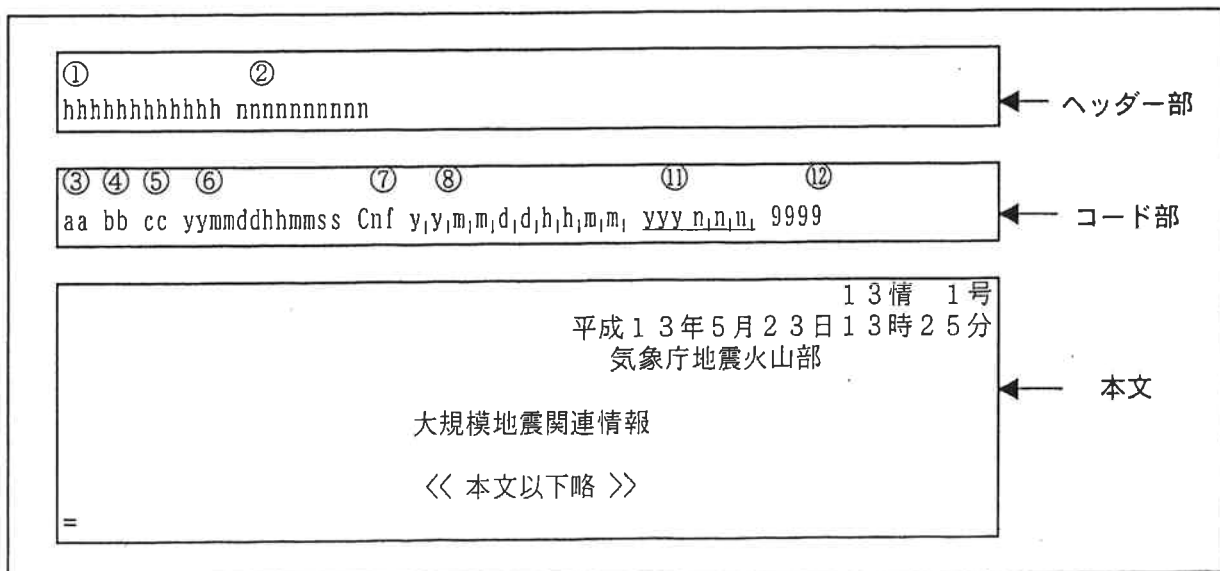 ① ②
hhhhhhhhhhhh nnnnnnnnnn
ヘッダー部
③ ④ ⑤ ⑥ ⑦ ⑧ ⑪ ⑫
aa bb cc yymmddhhmmss Cnf y₁y₁m₁m₁d₁d₁h₁h₁m₁m₁ yyy n₁n₁n₁ 9999
コード部
13情 1号
平成13年5月23日13時25分
気象庁地震火山部
大規模地震関連情報
<< 本文以下略 >>
=
本文